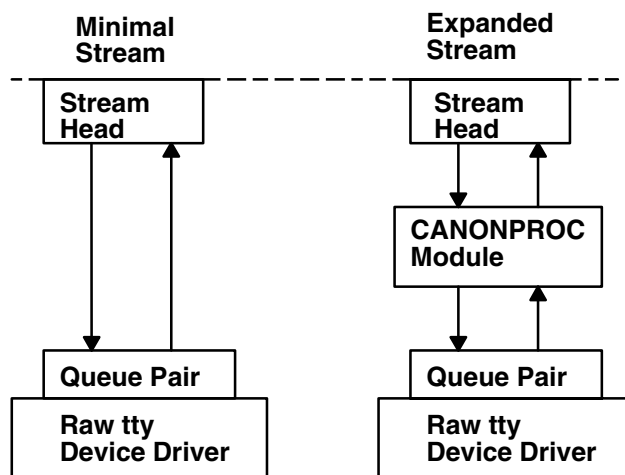 Minimal
Stream
Expanded
Stream
Stream
Head
Stream
Head
CANONPROC
Module
Queue Pair
Queue Pair
Raw tty
Device Driver
Raw tty
Device Driver